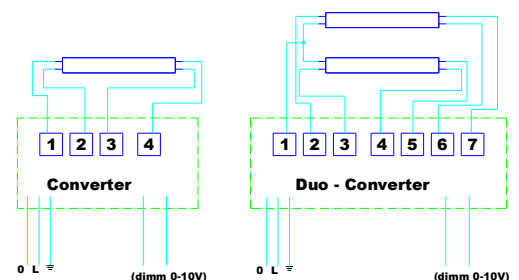 1 2 3 4
Converter
0 L
(dimm 0-10V)
1 2 3 4 5 6 7
Duo - Converter
0 L
(dimm 0-10V)